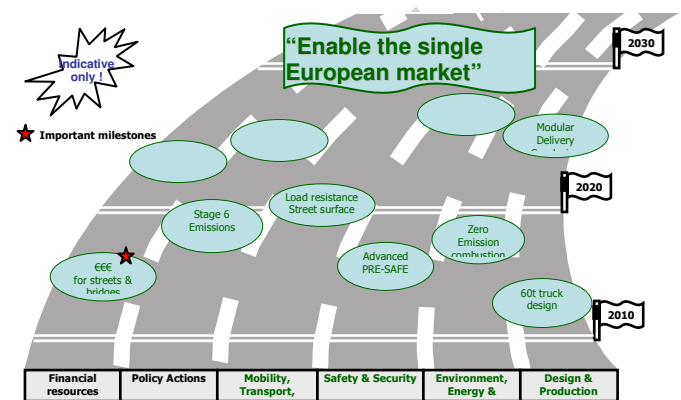 Indicative
only !
"Enable the single
European market"
2030
Important milestones
Modular
Delivery
2020
Load resistance
Street surface
Stage 6
Emissions
Zero
Emission
combustion
Advanced
PRE-SAFE
€€€
for streets &
bridges
60t truck
design
2010
Financial
resources
Policy Actions
Mobility,
Transport,
Safety & Security
Environment,
Energy &
Design &
Production